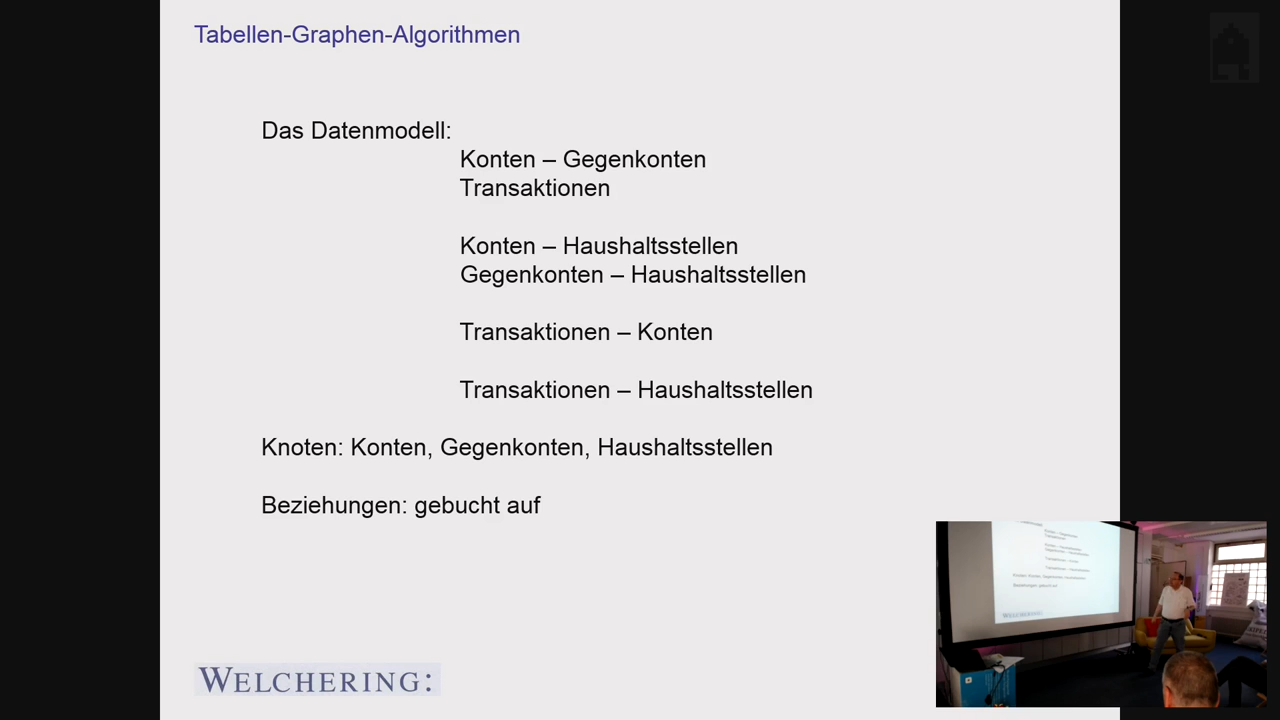 Tabellen-Graphen-Algorithmen
Das Datenmodell:
Konten – Gegenkonten
Transaktionen
Konten – Haushaltsstellen
Gegenkonten – Haushaltsstellen
Transaktionen – Konten
Transaktionen – Haushaltsstellen
Knoten: Konten, Gegenkonten, Haushaltsstellen
Beziehungen: gebucht auf
WELCHERING: